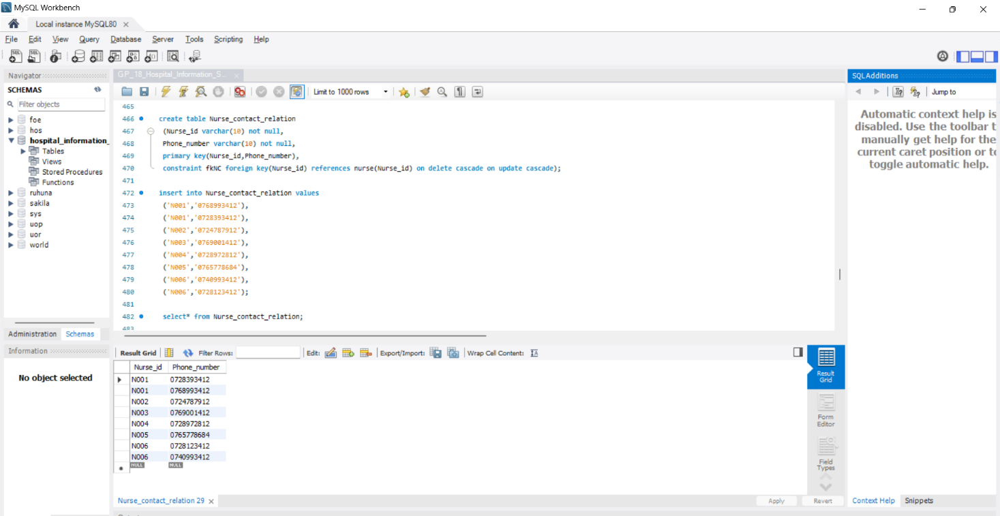 MySQL Workbench
Local instance MySQL80
File Edit View Query Database Server Tools Scripting Help
Navigator
SCHEMAS
Filter objects
foe
hos
hospital_information_
Tables
Views
Stored Procedures
Functions
ruhuna
sakila
sys
uop
uor
world
Administration Schemas
Information
No object selected
GP_18_Hospital_Information_S...
Limit to 1000 rows
465
466 create table Nurse_contact_relation
467 (Nurse_id varchar(10) not null,
468 Phone_number varchar(10) not null,
469 primary key(Nurse_id,Phone_number),
470 constraint fkNC foreign key(Nurse_id) references nurse(Nurse_id) on delete cascade on update cascade);
471
472 insert into Nurse_contact_relation values
473 ('N001','0768993412'),
474 ('N001','0728393412'),
475 ('N002','0724787912'),
476 ('N003','0769001412'),
477 ('N004','0728972812'),
478 ('N005','0765778684'),
479 ('N006','0740993412'),
480 ('N006','0728123412');
481
482 select* from Nurse_contact_relation;
483
Result Grid Filter Rows: Edit: Export/Import: Wrap Cell Content:
Nurse_id Phone_number
N001 0728393412
N001 0768993412
N002 0724787912
N003 0769001412
N004 0728972812
N005 0765778684
N006 0728123412
N006 0740993412
NULL NULL
Result
Grid
Form
Editor
Field
Types
Nurse_contact_relation 29
Apply Revert
SQLAdditions
Jump to
Automatic context help is
disabled. Use the toolbar t
manually get help for the
current caret position or to
toggle automatic help.
Context Help Snippets